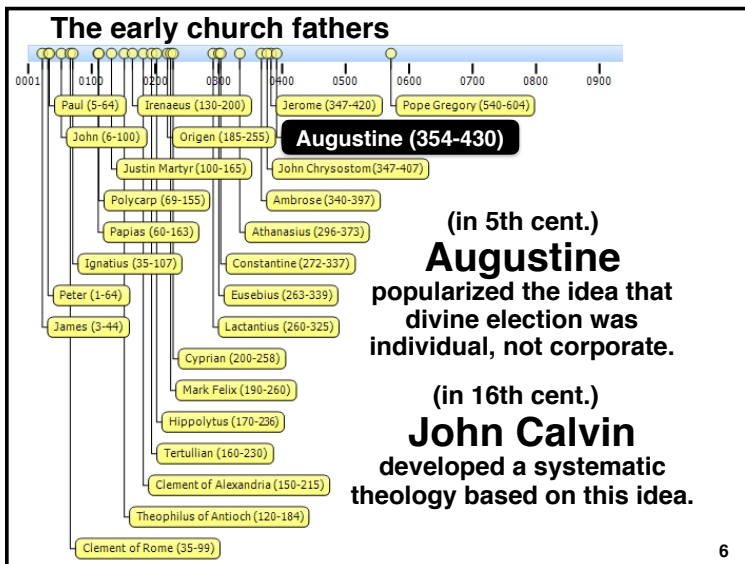 The early church fathers
0001 0100 0200 0300 0400 0500 0600 0700 0800 0900
Paul (5-64) Irenaeus (130-200) Jerome (347-420) Pope Gregory (540-604)
John (6-100) Origen (185-255) Augustine (354-430)
Justin Martyr (100-165) John Chrysostom(347-407)
Polycarp (69-155) Ambrose (340-397)
Papias (60-163) Athanasius (296-373)
Ignatius (35-107) Constantine (272-337)
Peter (1-64) Eusebius (263-339)
James (3-44) Lactantius (260-325)
Cyprian (200-258)
Mark Felix (190-260)
Hippolytus (170-236)
Tertullian (160-230)
Clement of Alexandria (150-215)
Theophilus of Antioch (120-184)
Clement of Rome (35-99)
(in 5th cent.)
Augustine
popularized the idea that
divine election was
individual, not corporate.
(in 16th cent.)
John Calvin
developed a systematic
theology based on this idea.
6